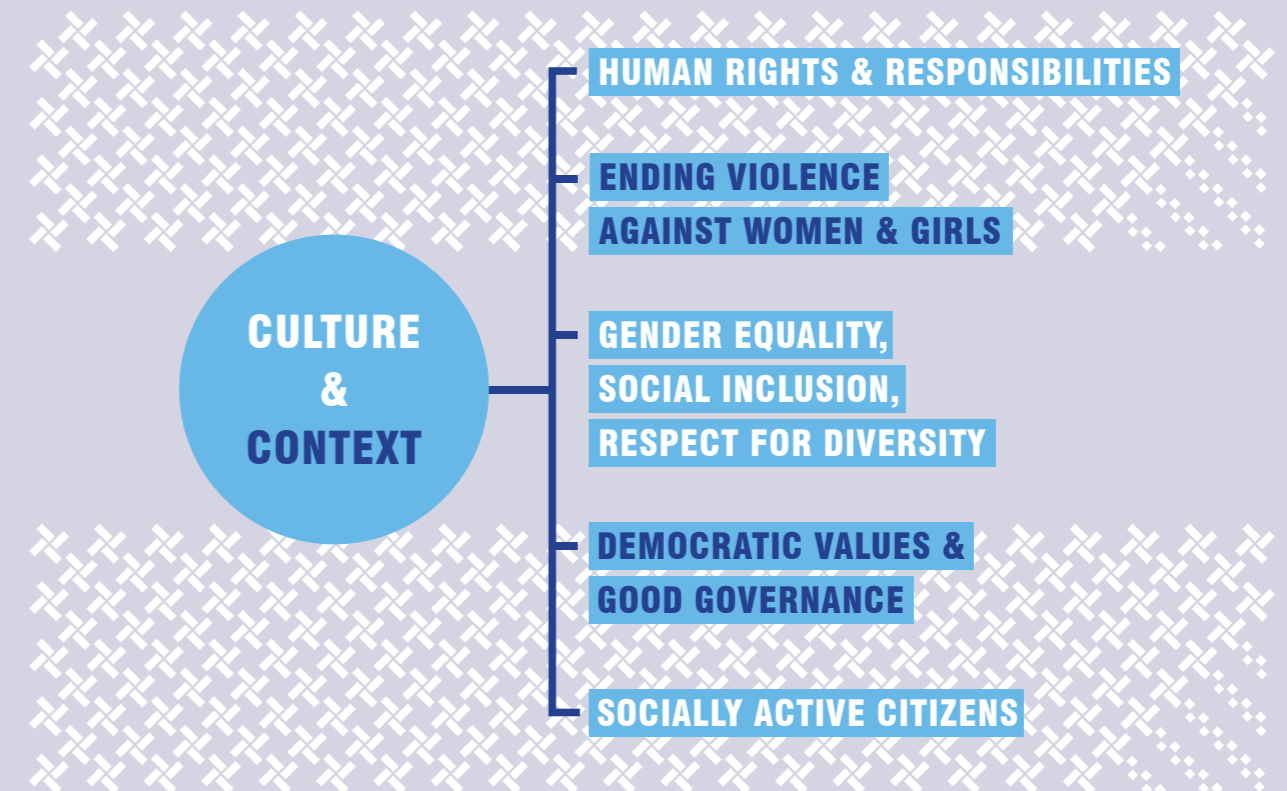 CULTURE
&
CONTEXT
HUMAN RIGHTS & RESPONSIBILITIES
ENDING VIOLENCE
AGAINST WOMEN & GIRLS
GENDER EQUALITY,
SOCIAL INCLUSION,
RESPECT FOR DIVERSITY
DEMOCRATIC VALUES &
GOOD GOVERNANCE
SOCIALLY ACTIVE CITIZENS